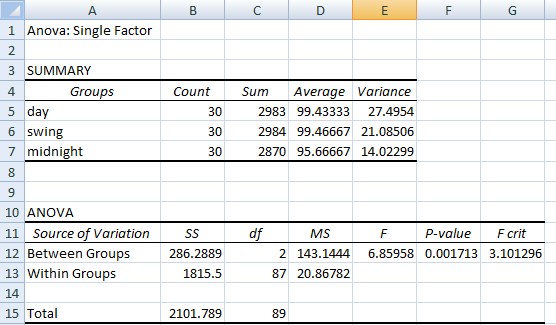 A B C D E F G
1 Anova: Single Factor
2
3 SUMMARY
4 Groups Count Sum Average Variance
5 day 30 2983 99.43333 27.4954
6 swing 30 2984 99.46667 21.08506
7 midnight 30 2870 95.66667 14.02299
8
9
10 ANOVA
11 Source of Variation SS df MS F P-value F crit
12 Between Groups 286.2889 2 143.1444 6.85958 0.001713 3.101296
13 Within Groups 1815.5 87 20.86782
14
15 Total 2101.789 89